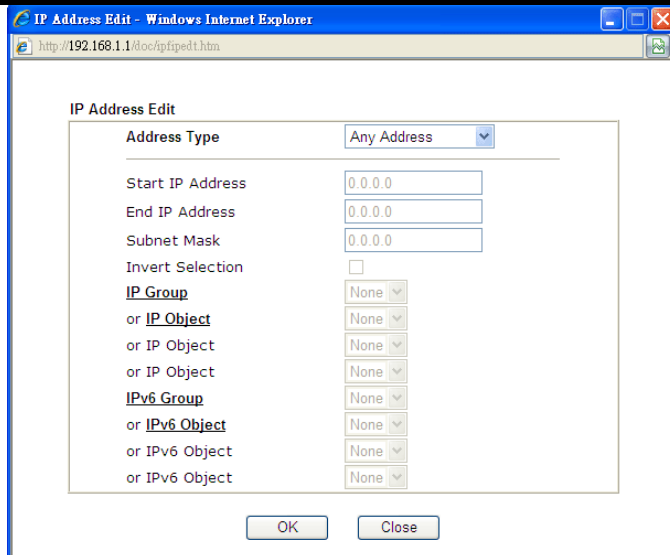 IP Address Edit - Windows Internet Explorer
http://192.168.1.1/doc/ipfipedt.htm
IP Address Edit
Address Type Any Address
Start IP Address 0.0.0.0
End IP Address 0.0.0.0
Subnet Mask 0.0.0.0
Invert Selection
IP Group None
or IP Object None
or IP Object None
or IP Object None
IPv6 Group None
or IPv6 Object None
or IPv6 Object None
or IPv6 Object None
OK Close